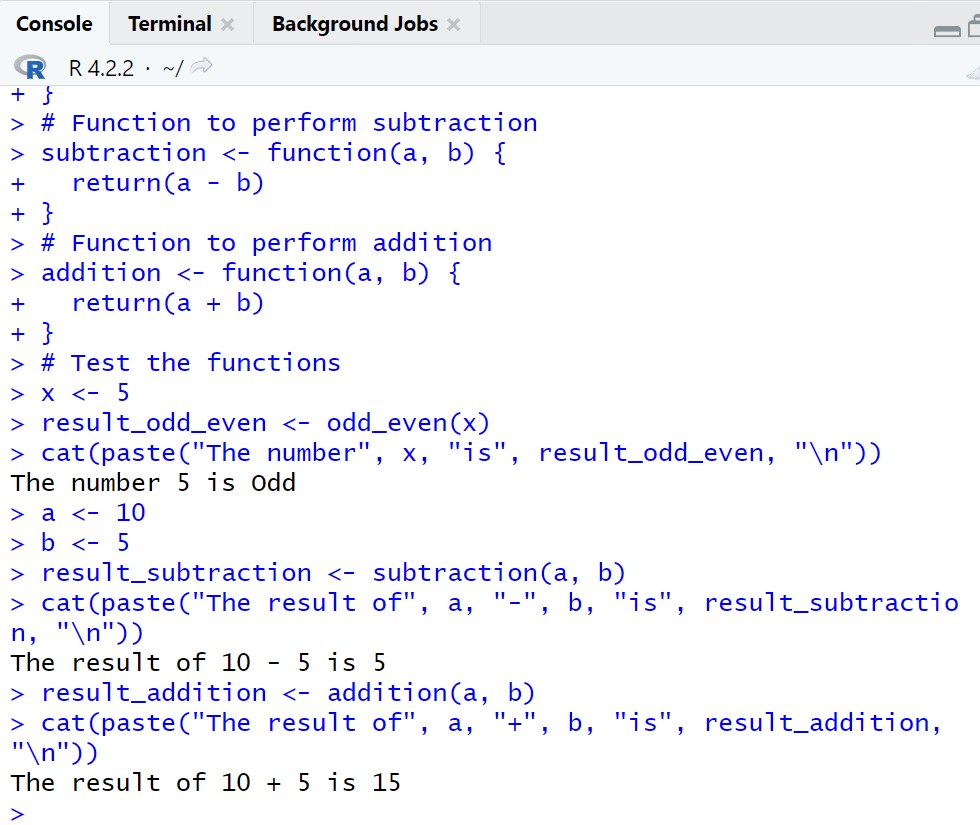 Console Terminal × Background Jobs ×
R R 4.2.2 · ~/
+ }
> # Function to perform subtraction
> subtraction <- function(a, b) {
+   return(a - b)
+ }
> # Function to perform addition
> addition <- function(a, b) {
+   return(a + b)
+ }
> # Test the functions
> x <- 5
> result_odd_even <- odd_even(x)
> cat(paste("The number", x, "is", result_odd_even, "\n"))
The number 5 is Odd
> a <- 10
> b <- 5
> result_subtraction <- subtraction(a, b)
> cat(paste("The result of", a, "-", b, "is", result_subtractio
n, "\n"))
The result of 10 - 5 is 5
> result_addition <- addition(a, b)
> cat(paste("The result of", a, "+", b, "is", result_addition,
"\n"))
The result of 10 + 5 is 15
>